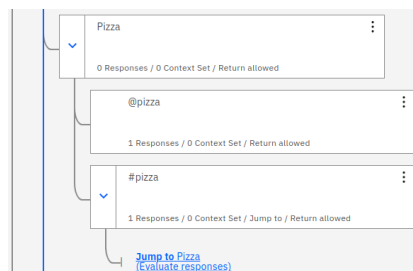 Pizza
0 Responses / 0 Context Set / Return allowed
@pizza
1 Responses / 0 Context Set / Return allowed
#pizza
1 Responses / 0 Context Set / Jump to / Return allowed
Jump to Pizza
(Evaluate responses)